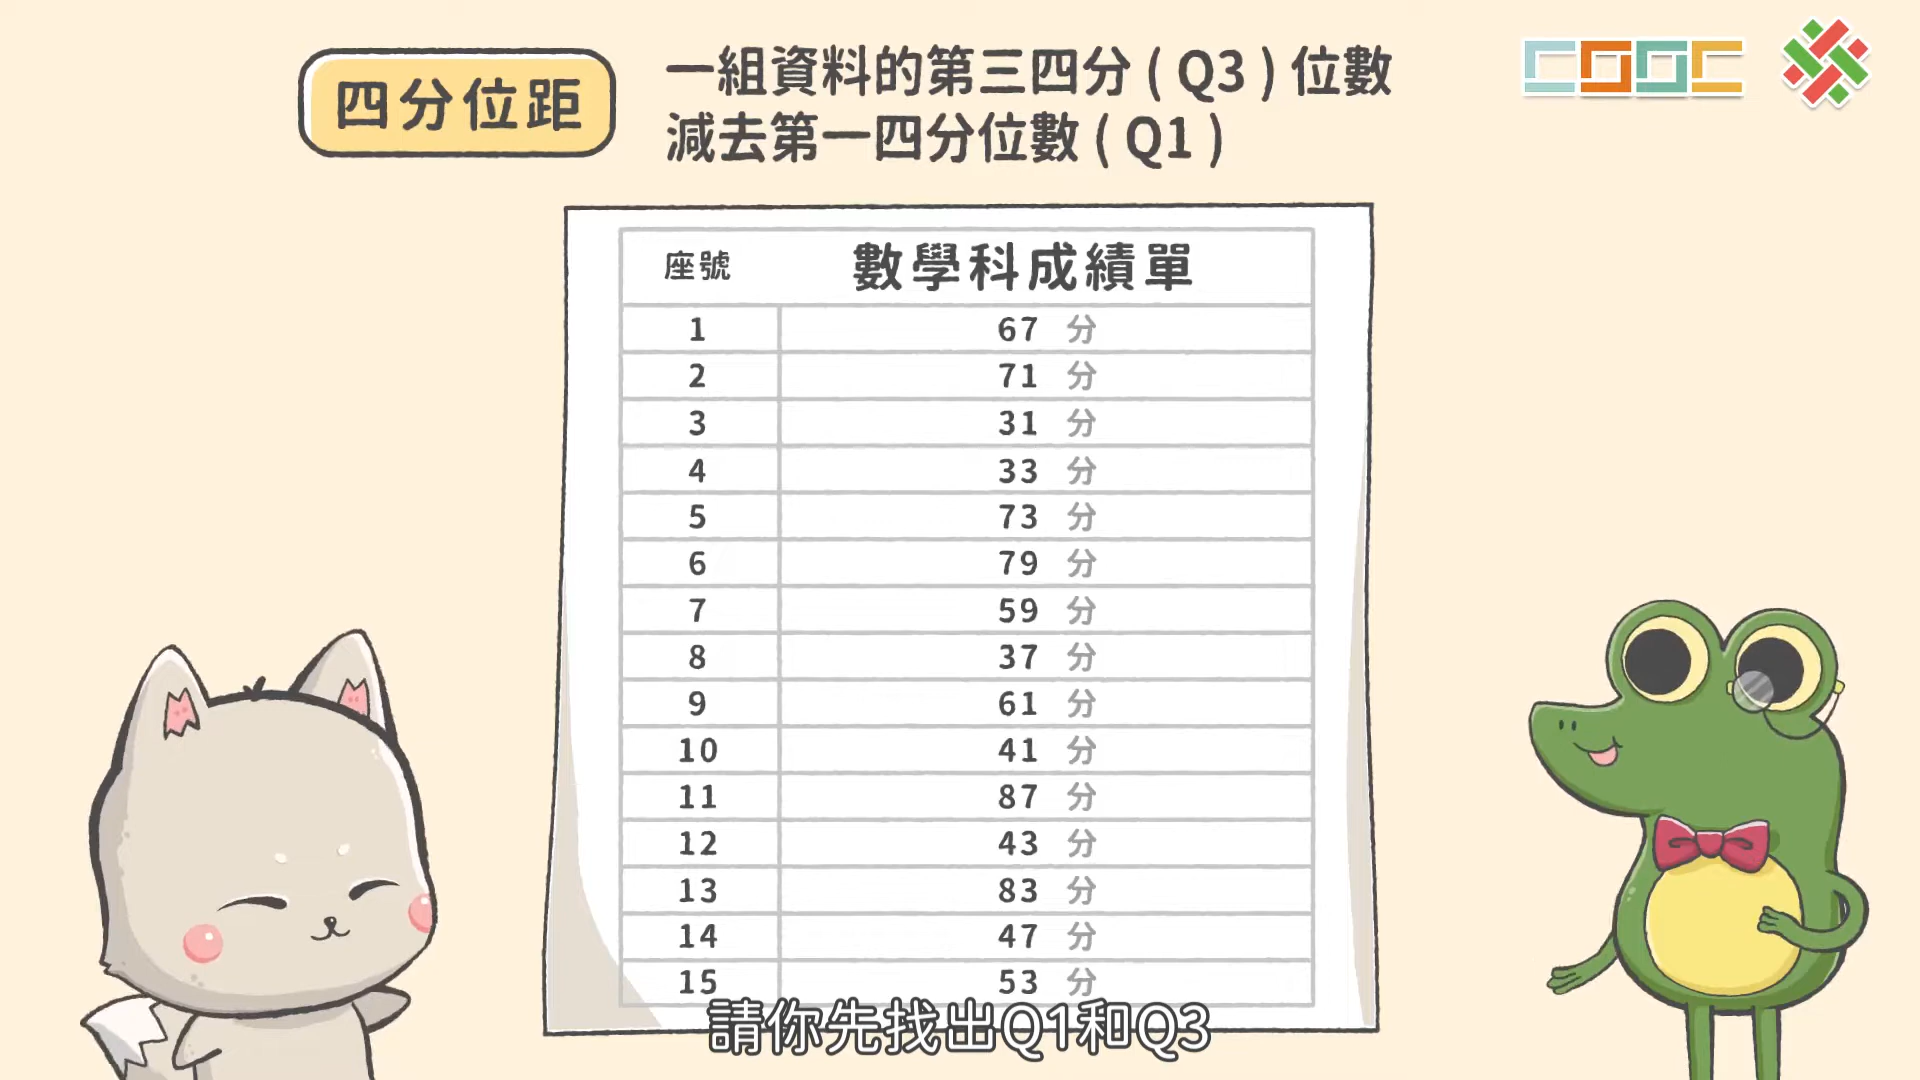 四分位距
一組資料的第三四分(Q3)位數
減去第一四分位數(Q1)
COOC
座號 數學科成績單
1 67 分
2 71 分
3 31 分
4 33 分
5 73 分
6 79 分
7 59 分
8 37 分
9 61 分
10 41 分
11 87 分
12 43 分
13 83 分
14 47 分
15 53 分
請你先找出Q1和Q3